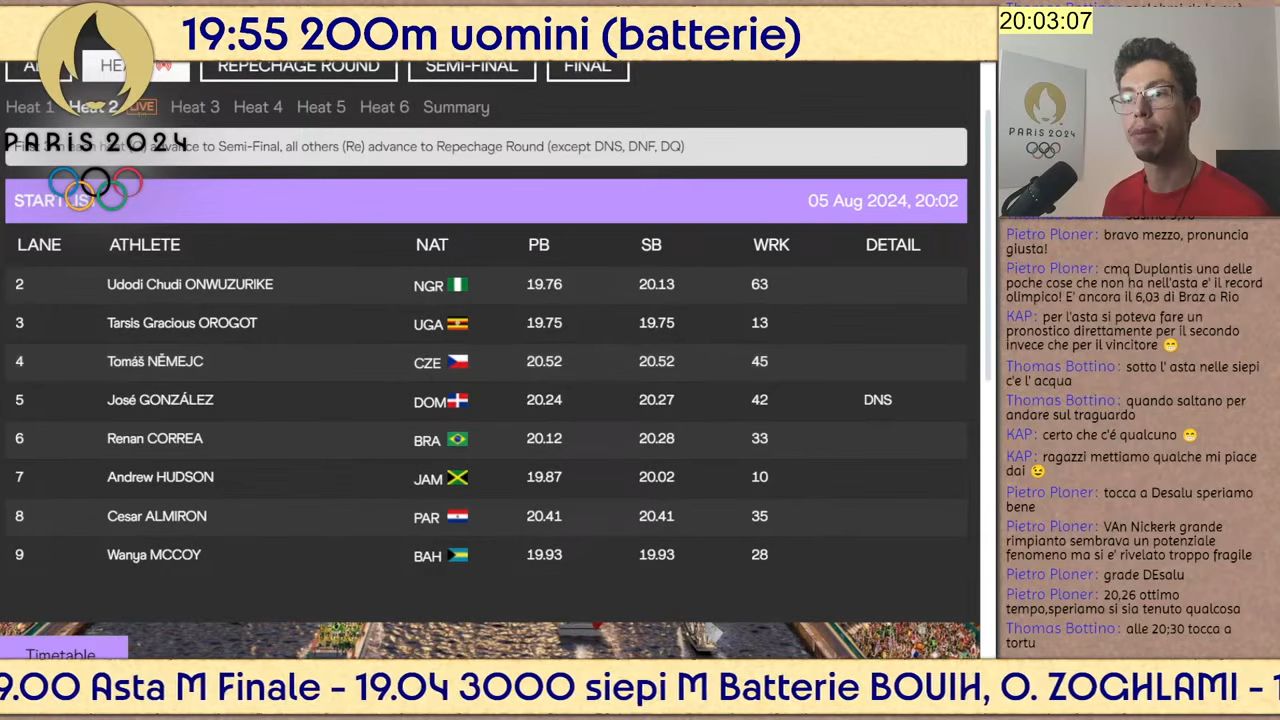 19:55 200m uomini (batterie)
20:03:07
REPECHAGE ROUND
SEMI-FINAL
FINAL
Heat 1 Heat 2 LIVE Heat 3 Heat 4 Heat 5 Heat 6 Summary
PARIS 2024
advance to Semi-Final, all others (Re) advance to Repechage Round (except DNS, DNF, DQ)
05 Aug 2024, 20:02
LANE ATHLETE NAT PB SB WRK DETAIL
2 Udodi Chudi ONWUZURIKE NGR 19.76 20.13 63
3 Tarsis Gracious OROGOT UGA 19.75 19.75 13
4 Tomáš NĚMEJC CZE 20.52 20.52 45
5 José GONZÁLEZ DOM 20.24 20.27 42 DNS
6 Renan CORREA BRA 20.12 20.28 33
7 Andrew HUDSON JAM 19.87 20.02 10
8 Cesar ALMIRON PAR 20.41 20.41 35
9 Wanya MCCOY BAH 19.93 19.93 28
Timetable
PARIS 2024
Pietro Ploner: bravo mezzo, pronuncia
giusta!
Pietro Ploner: cmq Duplantis una delle
poche cose che non ha nell'asta e' il record
olimpico! E' ancora il 6,03 di Braz a Rio
KAP: per l'asta si poteva fare un
pronostico direttamente per il secondo
invece che per il vincitore 😁
Thomas Bottino: sotto l' asta nelle siepi
c'e l' acqua
Thomas Bottino: quando saltano per
andare sul traguardo
KAP: certo che c'é qualcuno 😁
KAP: ragazzi mettiamo qualche mi piace
dai 😉
Pietro Ploner: tocca a Desalu speriamo
bene
Pietro Ploner: VAn Nickerk grande
rimpianto sembrava un potenziale
fenomeno ma si e' rivelato troppo fragile
Pietro Ploner: grade DEsalu
Pietro Ploner: 20,26 ottimo
tempo,speriamo si sia tenuto qualcosa
Thomas Bottino: alle 20:30 tocca a
tortu
9.00 Asta M Finale - 19.04 3000 siepi M Batterie BOUIH, O. ZOGHLAMI - 1